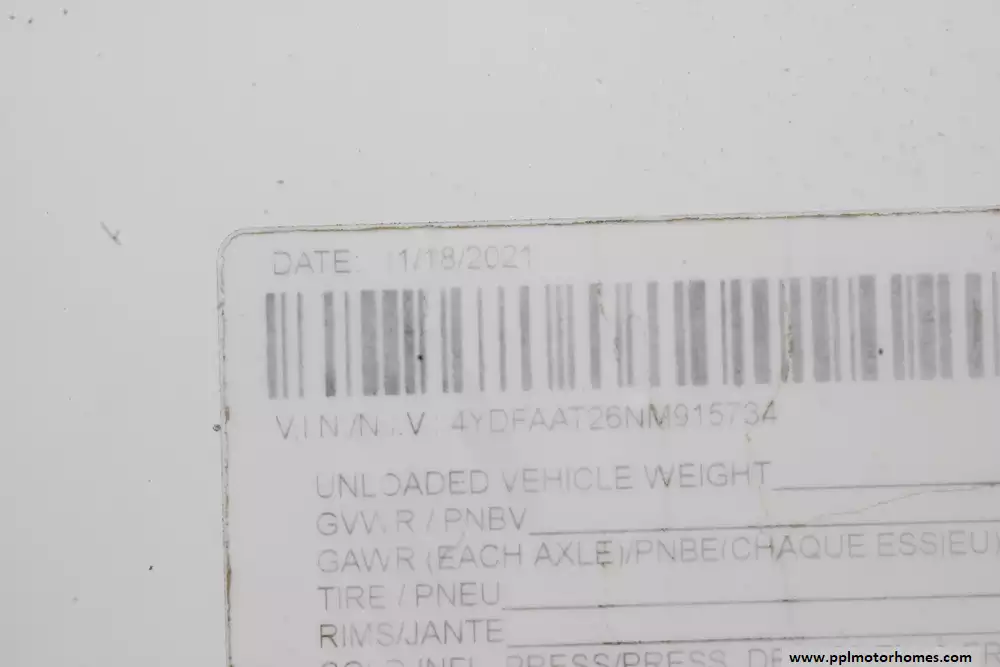 DATE: 11/18/2021
V.I.N./N.I.V.: 4YDFAAT26NM915734
UNLOADED VEHICLE WEIGHT
GVWR / PNBV
GAWR (EACH AXLE)/PNBE(CHAQUE ESSIEU)
TIRE / PNEU
RIMS/JANTE
www.pplmotorhomes.com